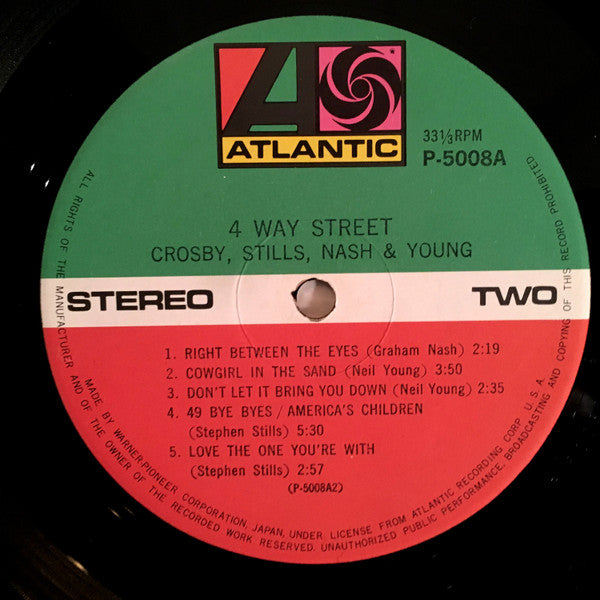 ATLANTIC
33⅓RPM
P-5008A
4 WAY STREET
CROSBY, STILLS, NASH & YOUNG
STEREO
TWO
1. RIGHT BETWEEN THE EYES (Graham Nash) 2:19
2. COWGIRL IN THE SAND (Neil Young) 3:50
3. DON'T LET IT BRING YOU DOWN (Neil Young) 2:35
4. 49 BYE BYES / AMERICA'S CHILDREN
(Stephen Stills) 5:30
5. LOVE THE ONE YOU'RE WITH
(Stephen Stills) 2:57
(P-5008A2)
ALL RIGHTS OF THE MANUFACTURER AND OF THE OWNER OF THE RECORDED WORK RESERVED. UNAUTHORIZED PUBLIC PERFORMANCE, BROADCASTING AND COPYING OF THIS RECORD PROHIBITED
MADE BY WARNER-PIONEER CORPORATION, JAPAN, UNDER LICENSE FROM ATLANTIC RECORDING CORP. U.S.A.